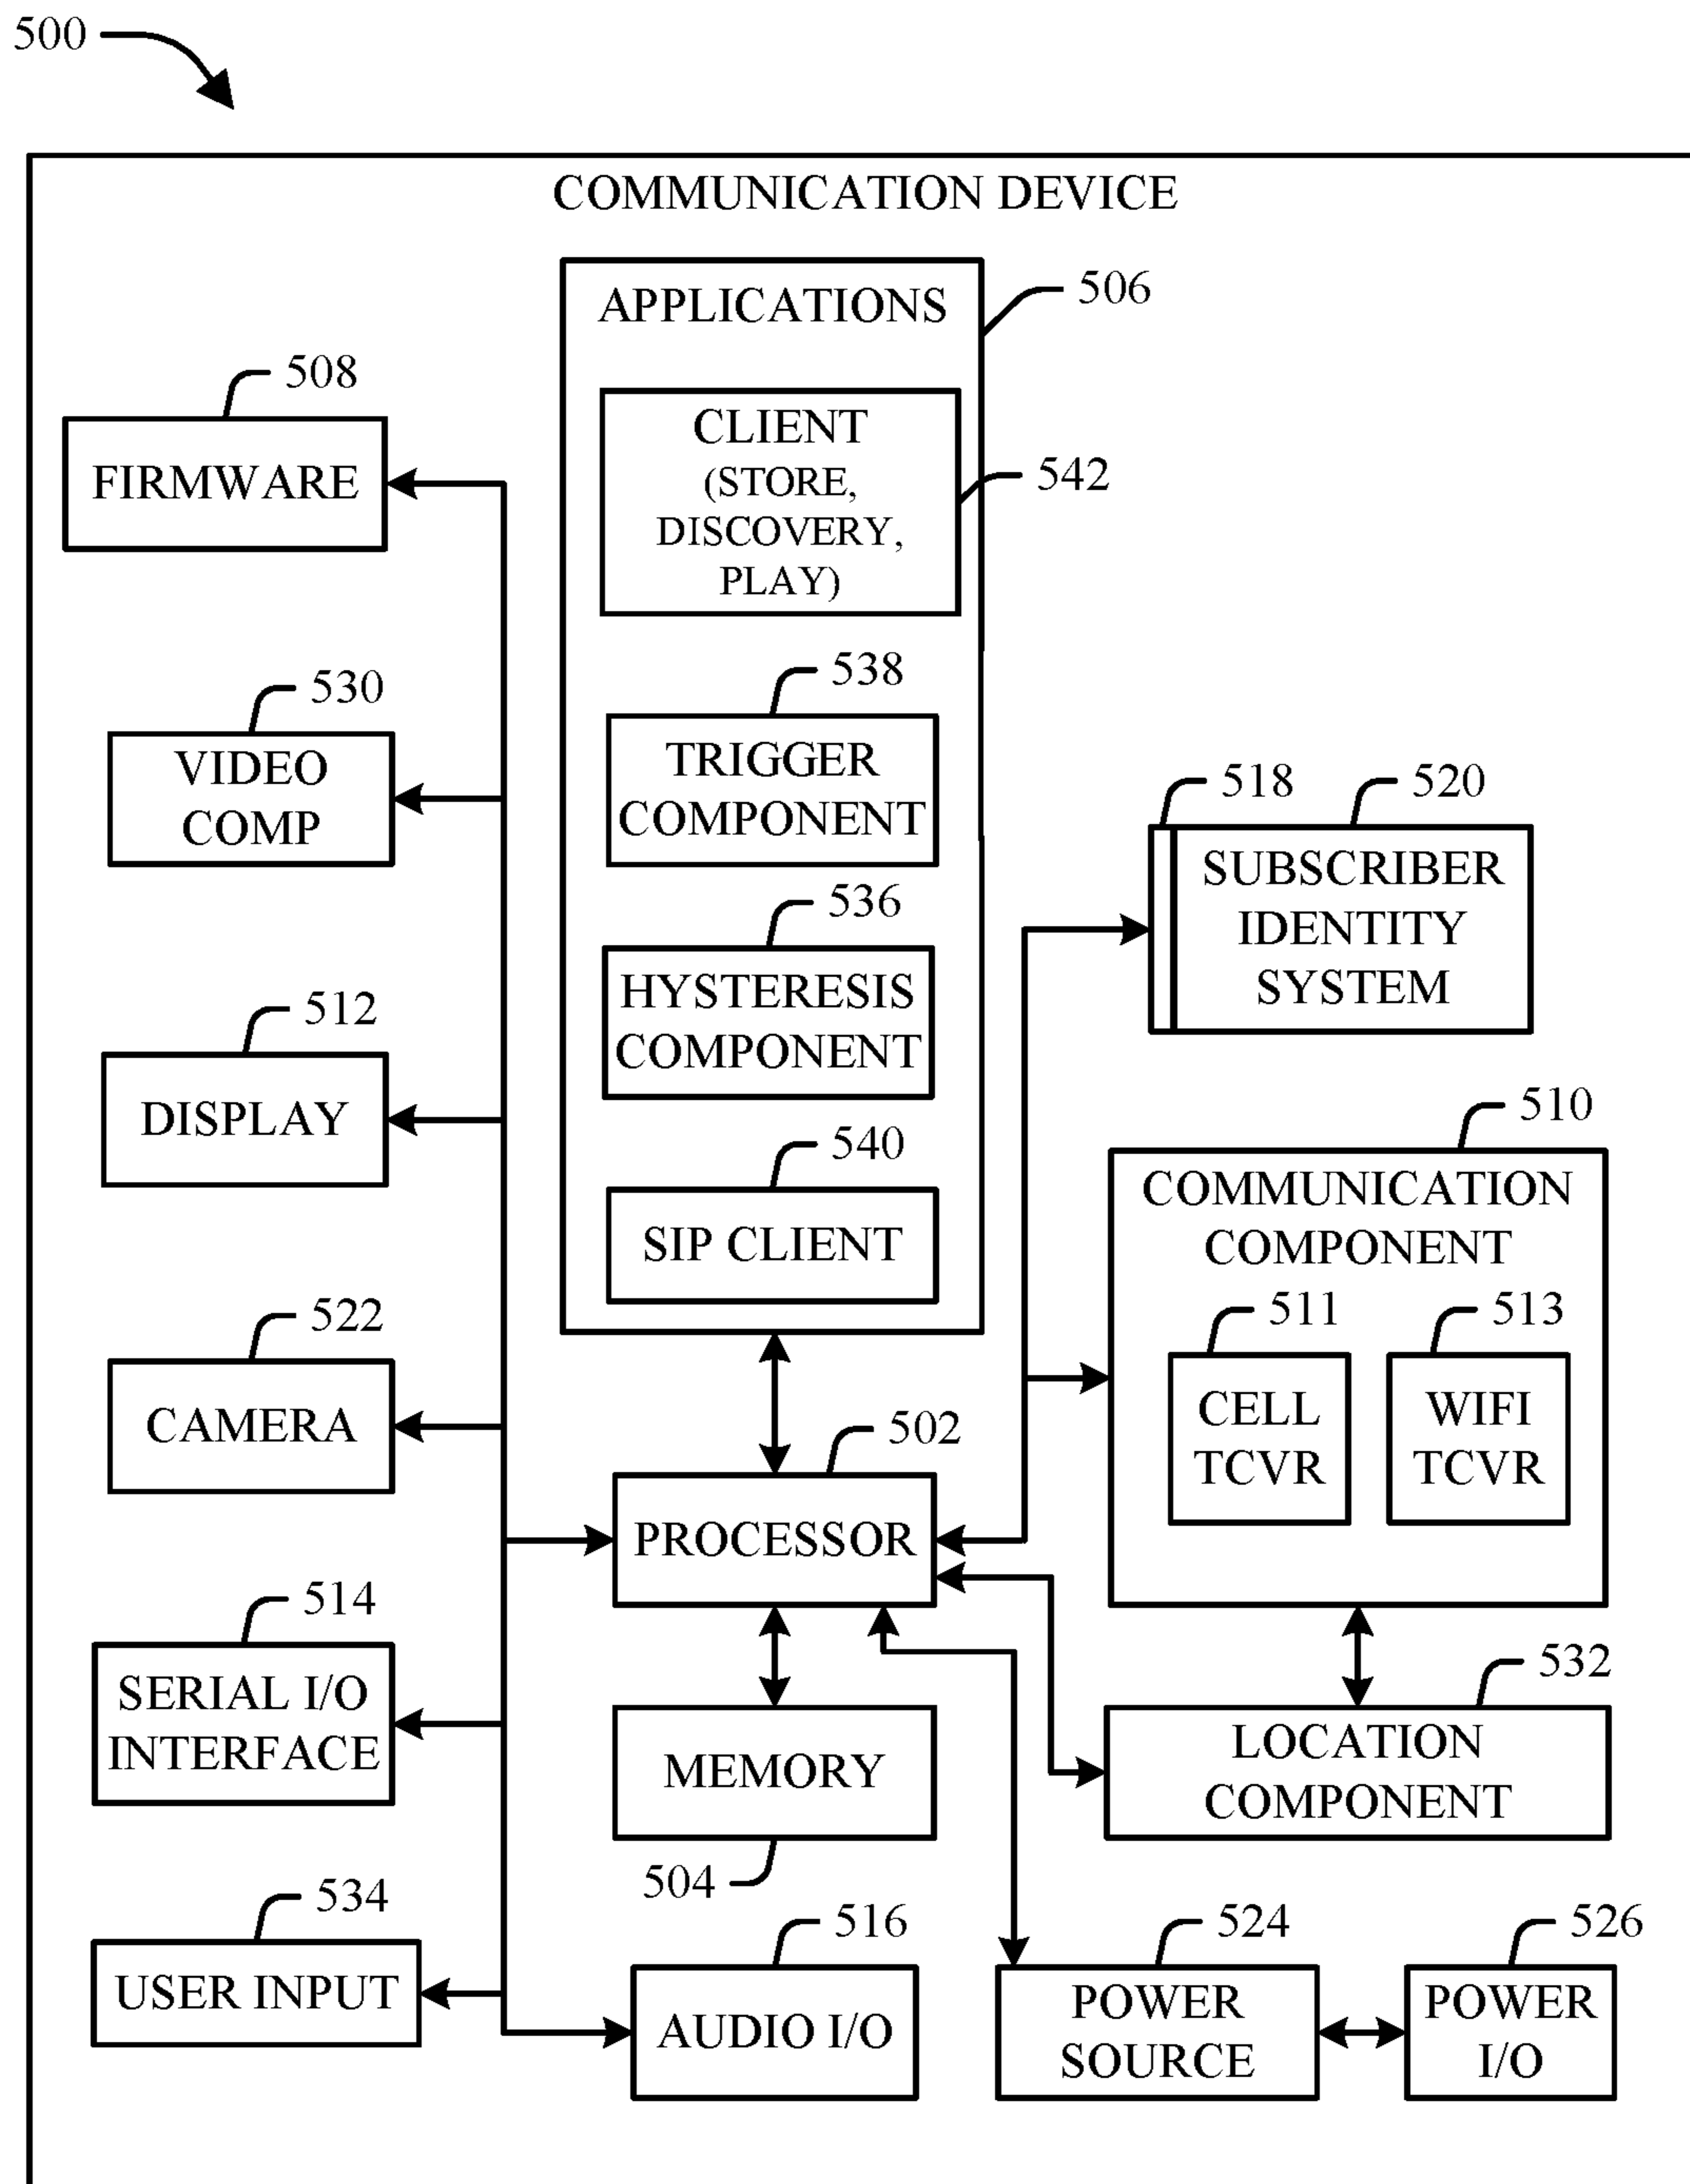 500
COMMUNICATION DEVICE
APPLICATIONS
506
CLIENT
(STORE,
DISCOVERY,
PLAY)
542
508
FIRMWARE
538
TRIGGER
COMPONENT
530
VIDEO
COMP
518
520
SUBSCRIBER
IDENTITY
SYSTEM
536
HYSTERESIS
COMPONENT
512
DISPLAY
510
COMMUNICATION
COMPONENT
540
SIP CLIENT
511
CELL
TCVR
513
WIFI
TCVR
522
CAMERA
502
PROCESSOR
514
SERIAL I/O
INTERFACE
532
LOCATION
COMPONENT
MEMORY
504
534
USER INPUT
516
AUDIO I/O
524
POWER
SOURCE
526
POWER
I/O